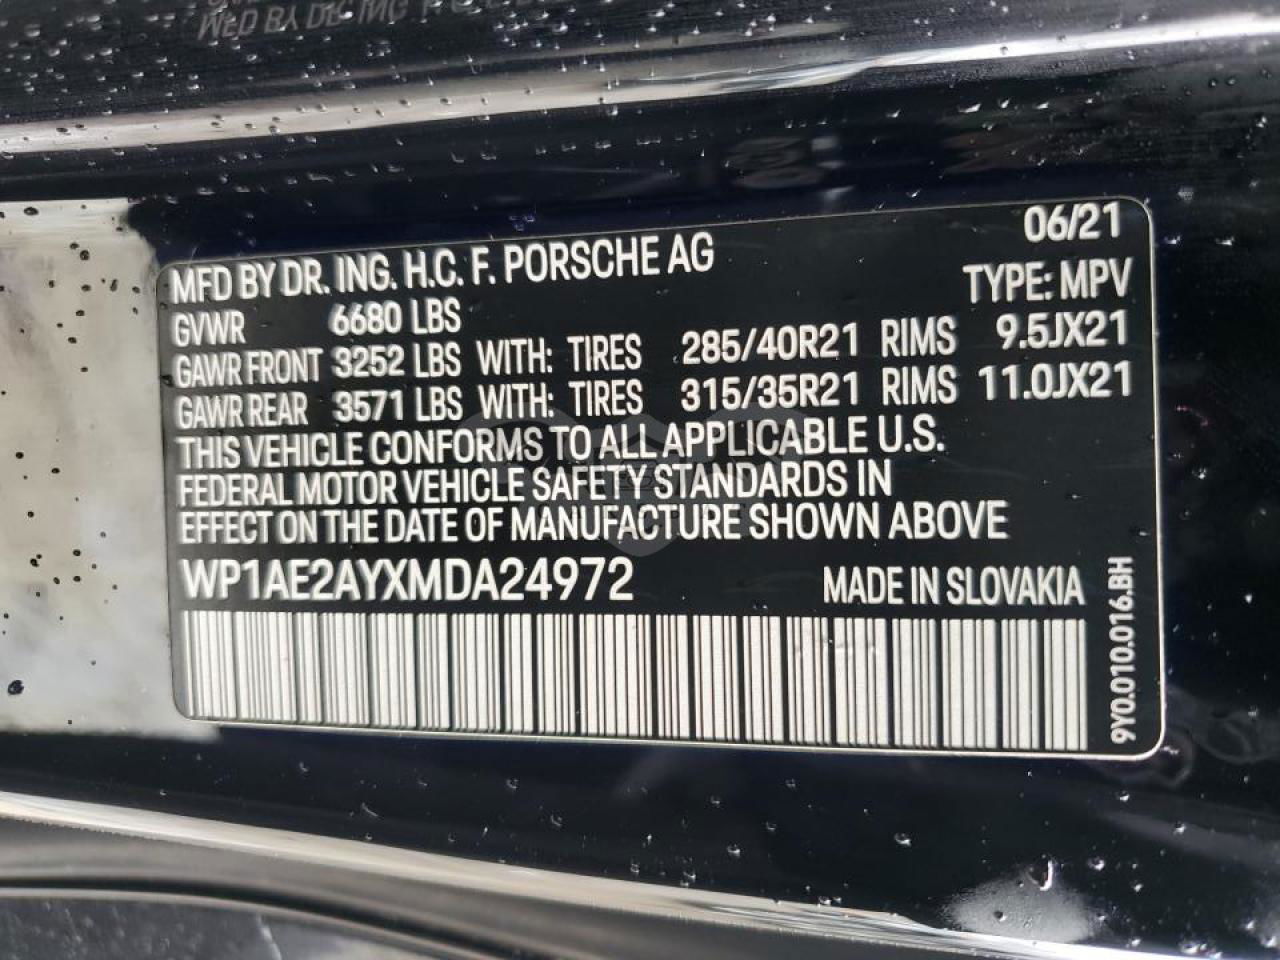 MFD BY DR. ING. H.C. F. PORSCHE AG 06/21
GVWR 6680 LBS TYPE: MPV
GAWR FRONT 3252 LBS WITH: TIRES 285/40R21 RIMS 9.5JX21
GAWR REAR 3571 LBS WITH: TIRES 315/35R21 RIMS 11.0JX21
THIS VEHICLE CONFORMS TO ALL APPLICABLE U.S.
FEDERAL MOTOR VEHICLE SAFETY STANDARDS IN
EFFECT ON THE DATE OF MANUFACTURE SHOWN ABOVE
WP1AE2AYXMDA24972 MADE IN SLOVAKIA
9Y0.010.016.BH